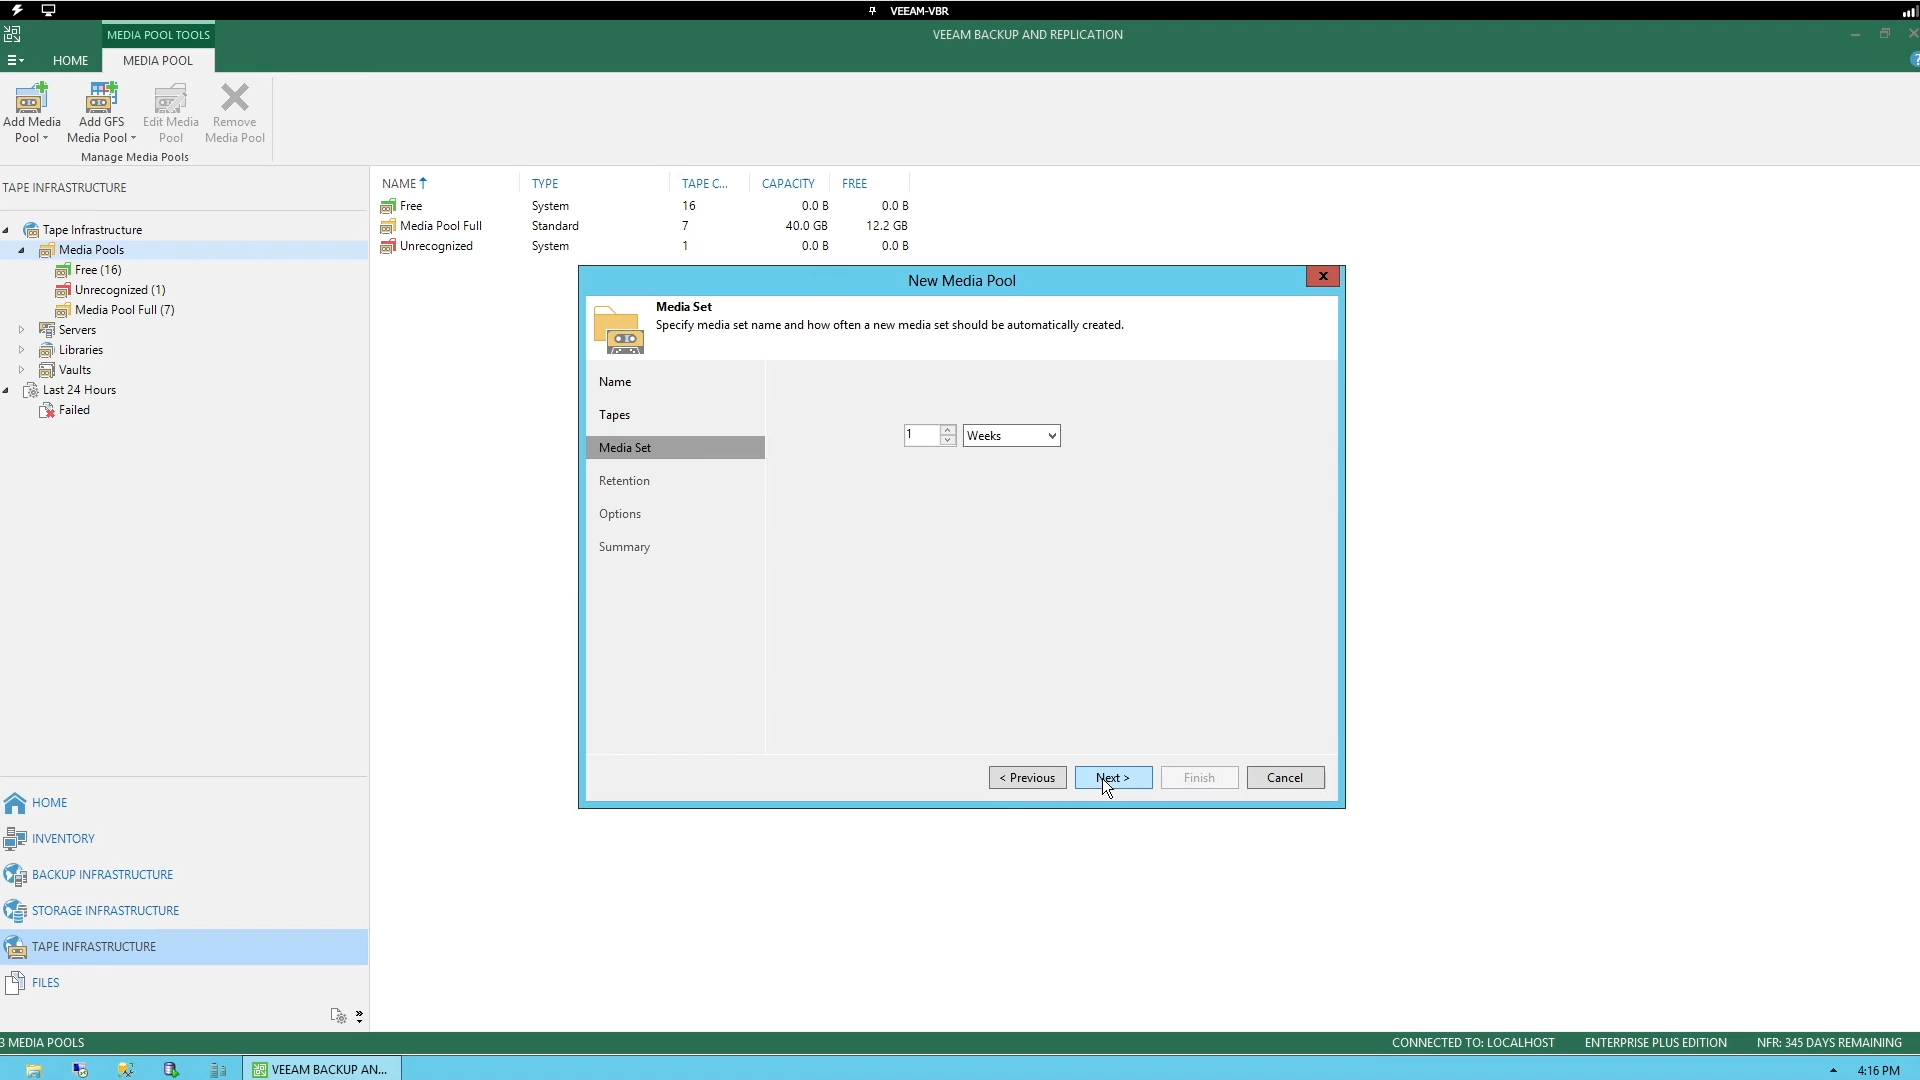 VEEAM-VBR
MEDIA POOL TOOLS
VEEAM BACKUP AND REPLICATION
HOME
MEDIA POOL
Add Media
Pool
Add GFS
Media Pool
Edit Media
Pool
Remove
Media Pool
Manage Media Pools
TAPE INFRASTRUCTURE
Tape Infrastructure
Media Pools
Free (16)
Unrecognized (1)
Media Pool Full (7)
Servers
Libraries
Vaults
Last 24 Hours
Failed
NAME TYPE TAPE C... CAPACITY FREE
Free System 16 0.0 B 0.0 B
Media Pool Full Standard 7 40.0 GB 12.2 GB
Unrecognized System 1 0.0 B 0.0 B
New Media Pool
x
Media Set
Specify media set name and how often a new media set should be automatically created.
Name
Tapes
Media Set
Retention
Options
Summary
1 Weeks
< Previous
Next >
Finish
Cancel
HOME
INVENTORY
BACKUP INFRASTRUCTURE
STORAGE INFRASTRUCTURE
TAPE INFRASTRUCTURE
FILES
3 MEDIA POOLS
CONNECTED TO: LOCALHOST
ENTERPRISE PLUS EDITION
NFR: 345 DAYS REMAINING
VEEAM BACKUP AN...
4:16 PM